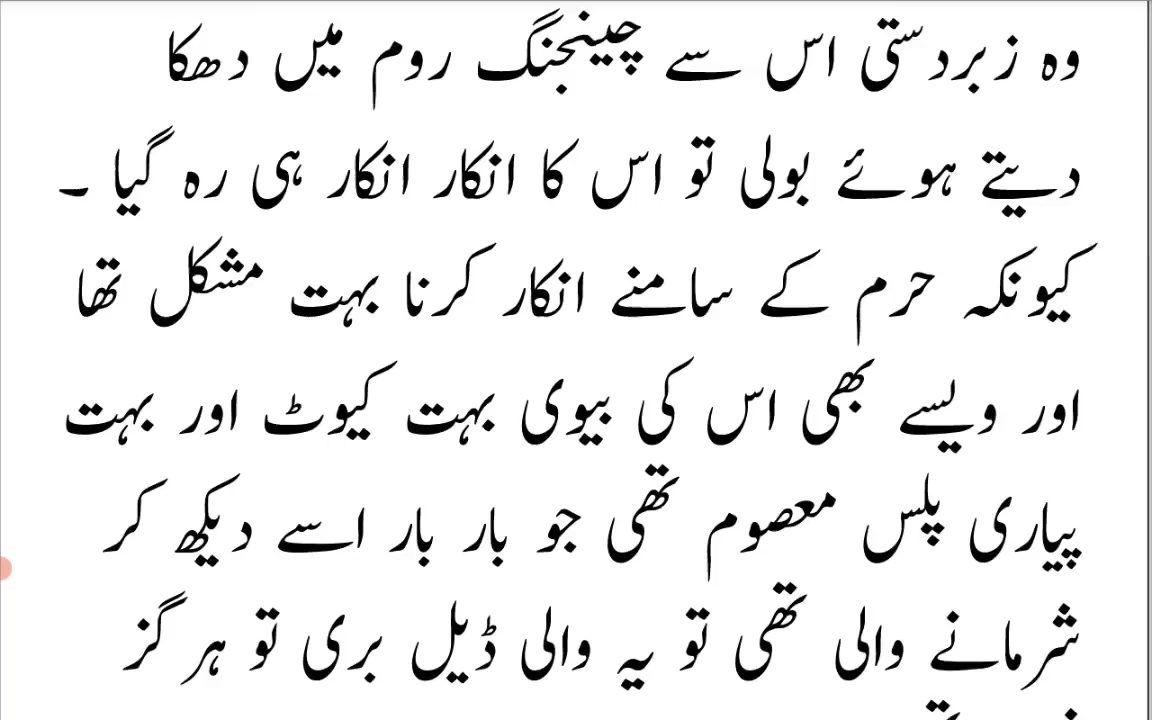 وہ زبردستی اس سے چینجنگ روم میں دھکا
دیتے ہوئے بولی تو اس کا انکار انکار ہی رہ گیا ۔
کیونکہ حرم کے سامنے انکار کرنا بہت مشکل تھا
اور ویسے بھی اس کی بیوی بہت کیوٹ اور بہت
پیاری پلس معصوم تھی جو بار بار اسے دیکھ کر
شرمانے والی تھی تو یہ والی ڈیل بری تو ہر گز